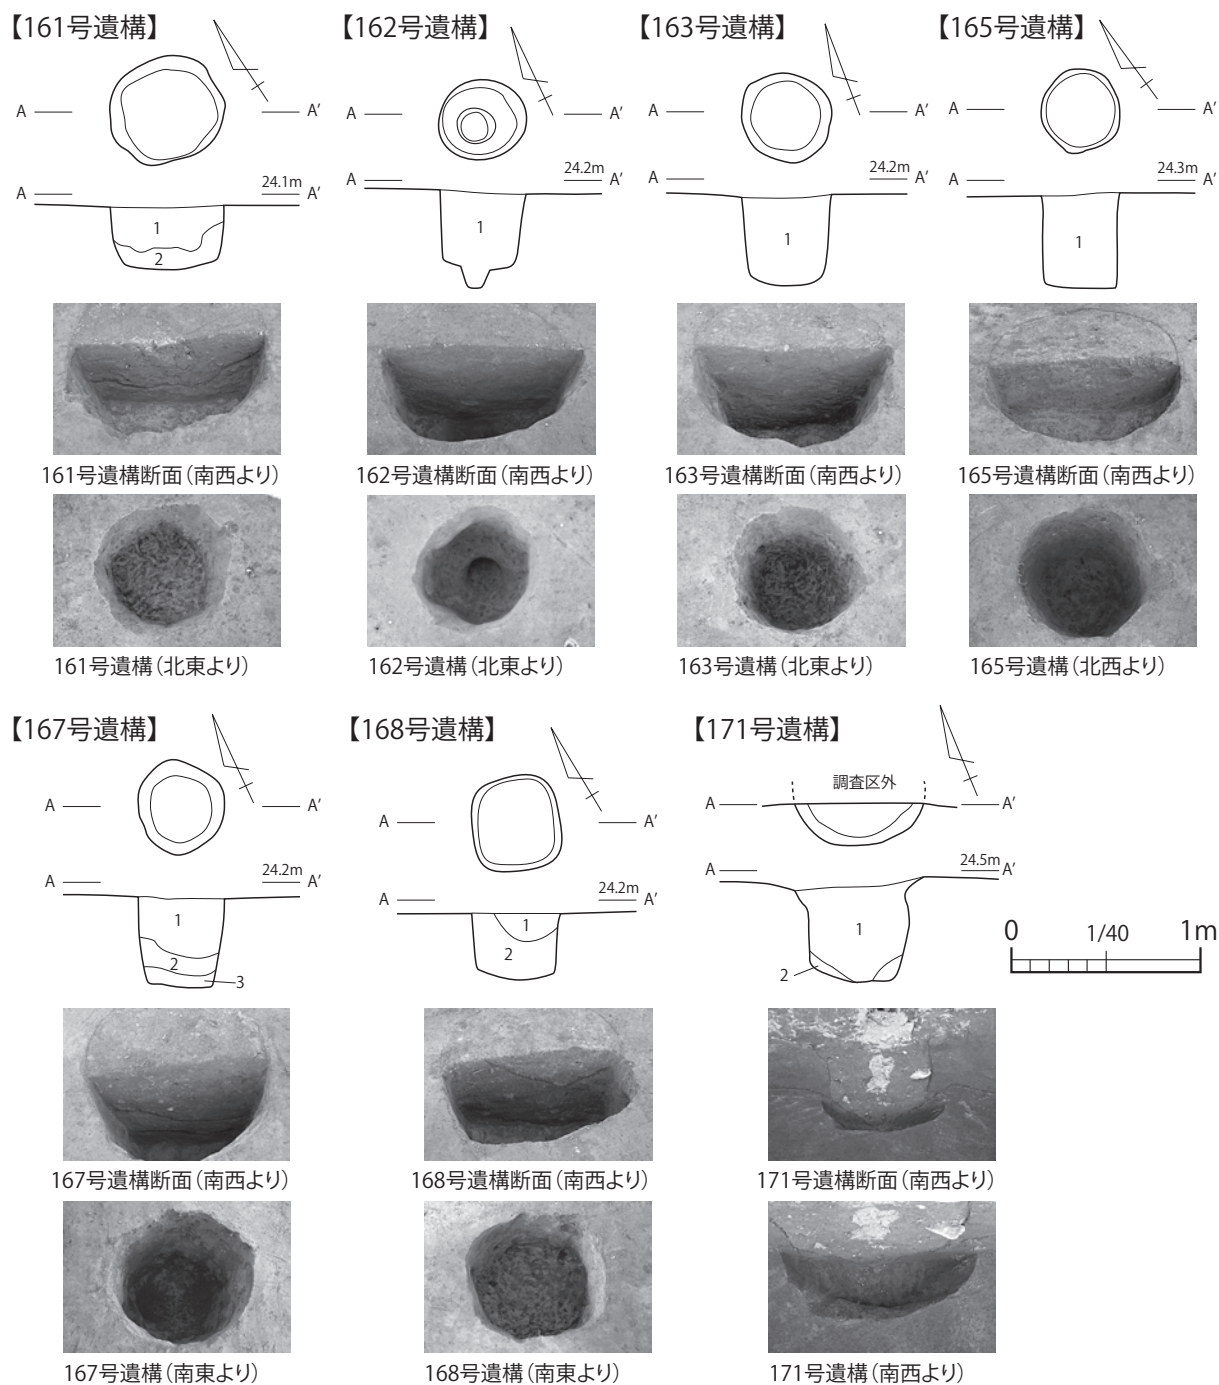 【161号遺構】
【162号遺構】
【163号遺構】
【165号遺構】
A A'
A A'
A A'
A A'
A 24.1m A'
A 24.2m A'
A 24.2m A'
A 24.3m A'
1
2
1
1
1
161号遺構断面（南西より）
162号遺構断面（南西より）
163号遺構断面（南西より）
165号遺構断面（南西より）
161号遺構（北東より）
162号遺構（北東より）
163号遺構（北東より）
165号遺構（北西より）
【167号遺構】
【168号遺構】
【171号遺構】
調査区外
A A'
A A'
A A'
A 24.2m A'
A 24.2m A'
A 24.5m A'
1
2
3
1
2
1
2
0 1/40 1m
167号遺構断面（南西より）
168号遺構断面（南西より）
171号遺構断面（南西より）
167号遺構（南東より）
168号遺構（南東より）
171号遺構（南西より）